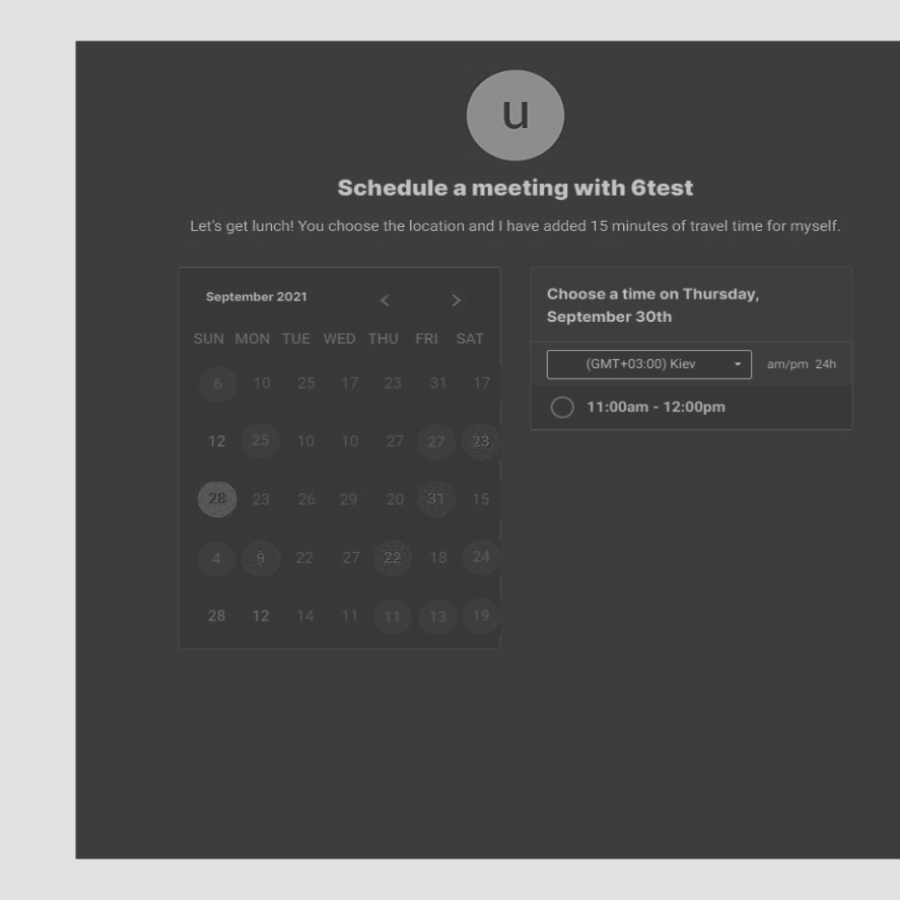 u
Schedule a meeting with 6test
Let's get lunch! You choose the location and I have added 15 minutes of travel time for myself.
September 2021 < >
SUN MON TUE WED THU FRI SAT
6 10 25 17 23 31 17
12 25 10 10 27 27 23
28 23 26 29 20 31 15
4 9 22 27 22 18 24
28 12 14 11 11 13 19
Choose a time on Thursday,
September 30th
(GMT+03:00) Kiev am/pm 24h
11:00am - 12:00pm